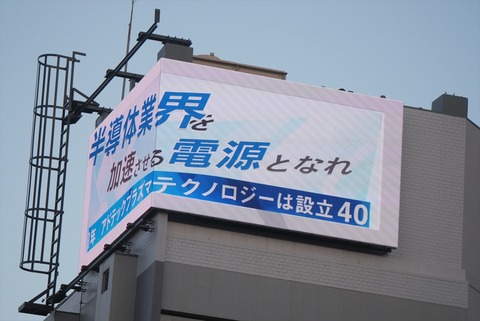 半導体業界を
加速させる電源となれ
年 アドテックプラズマテクノロジーは設立40